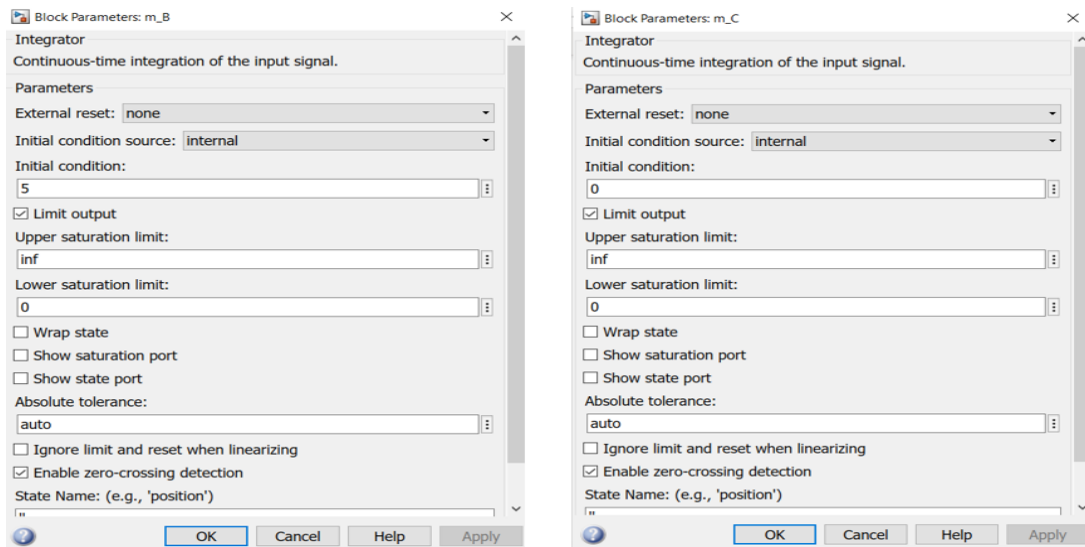 Block Parameters: m_B
Integrator
Continuous-time integration of the input signal.
Parameters
External reset: none
Initial condition source: internal
Initial condition:
5
Limit output
Upper saturation limit:
inf
Lower saturation limit:
0
Wrap state
Show saturation port
Show state port
Absolute tolerance:
auto
Ignore limit and reset when linearizing
Enable zero-crossing detection
State Name: (e.g., 'position')
OK Cancel Help Apply
Block Parameters: m_C
Integrator
Continuous-time integration of the input signal.
Parameters
External reset: none
Initial condition source: internal
Initial condition:
0
Limit output
Upper saturation limit:
inf
Lower saturation limit:
0
Wrap state
Show saturation port
Show state port
Absolute tolerance:
auto
Ignore limit and reset when linearizing
Enable zero-crossing detection
State Name: (e.g., 'position')
OK Cancel Help Apply